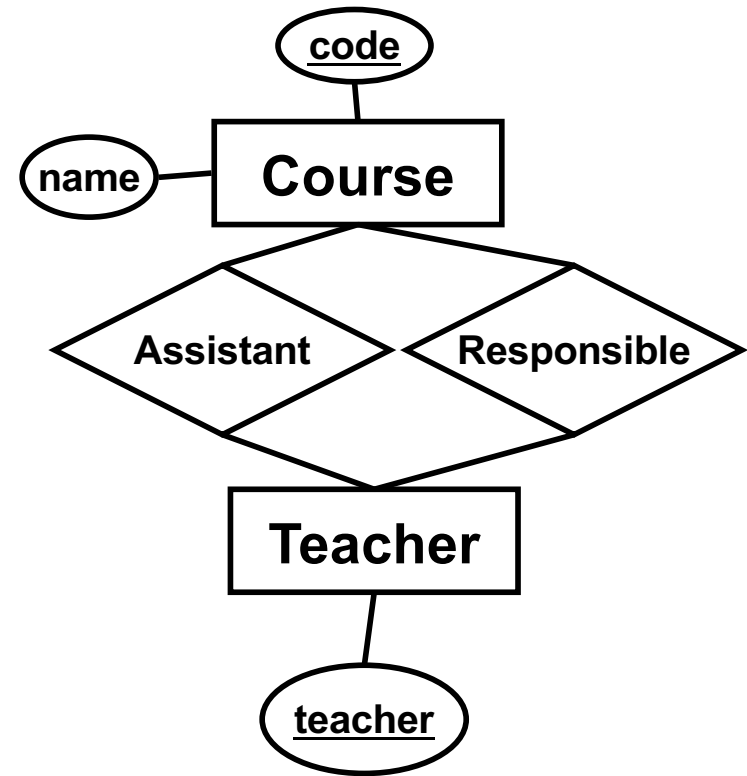 code
name
Course
Assistant
Responsible
Teacher
teacher